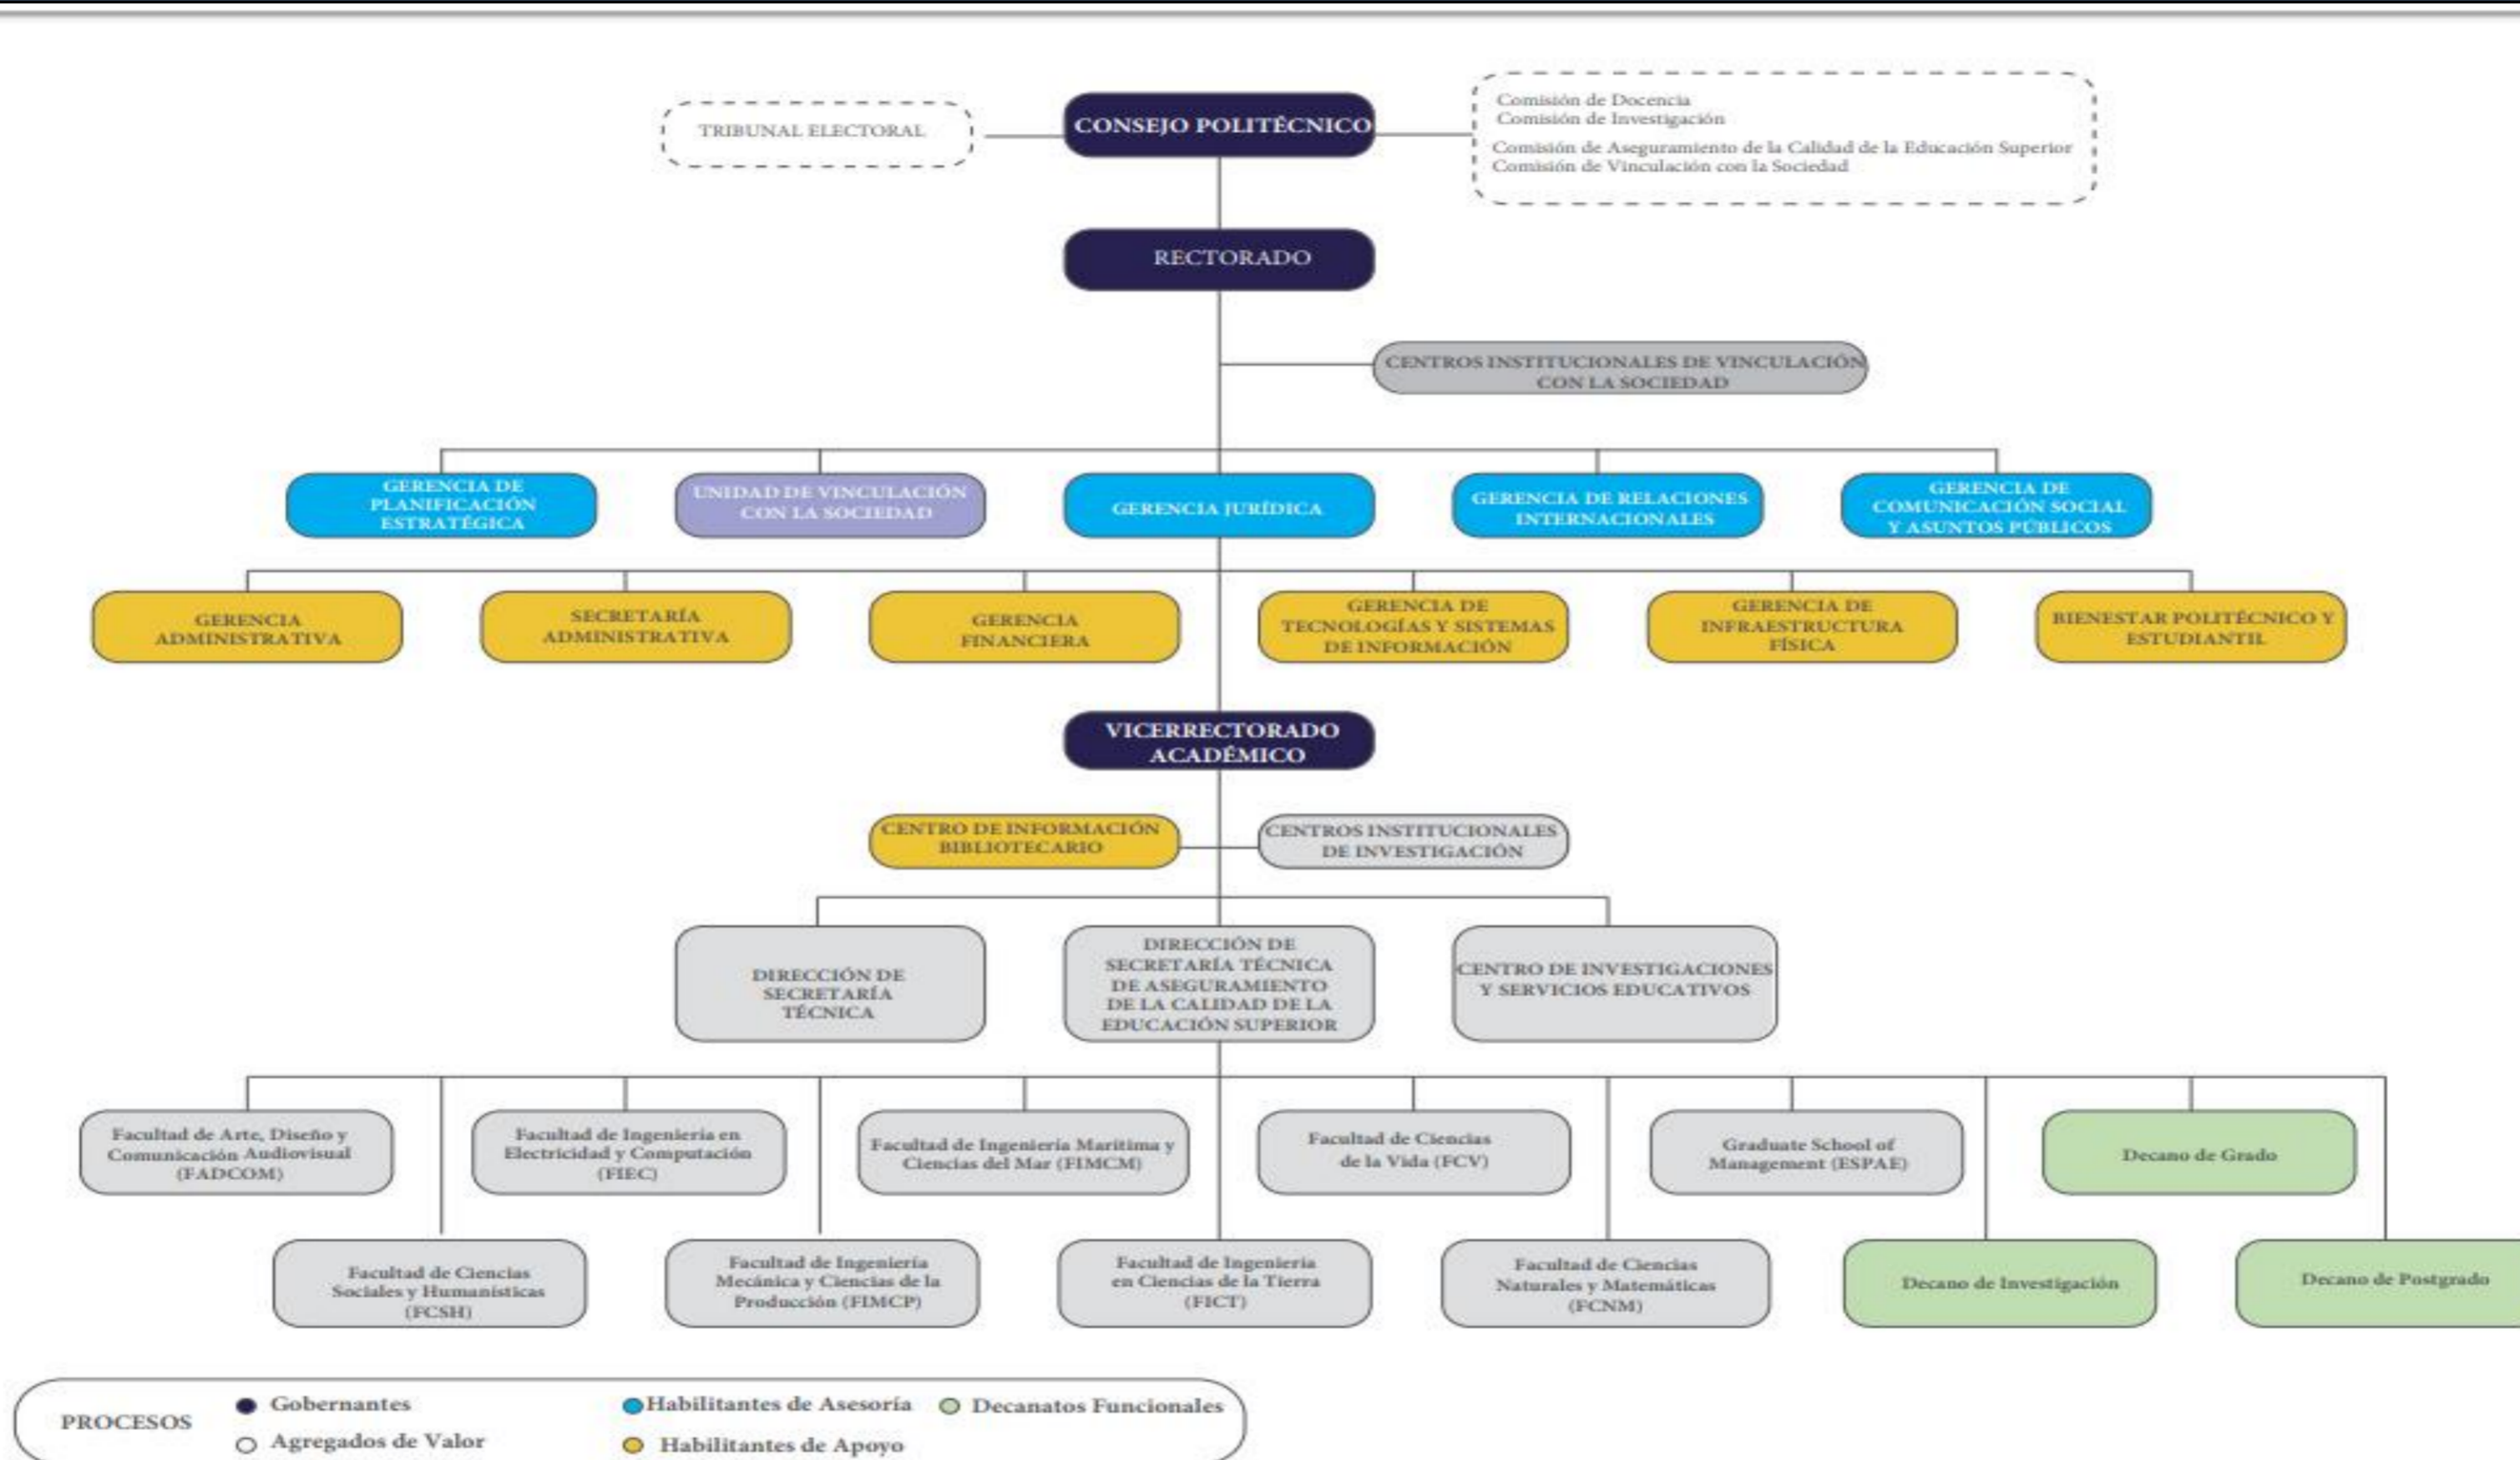 TRIBUNAL ELECTORAL
CONSEJO POLITÉCNICO
Comisión de Docencia
Comisión de Investigación
Comisión de Aseguramiento de la Calidad de la Educación Superior
Comisión de Vinculación con la Sociedad
RECTORADO
CENTROS INSTITUCIONALES DE VINCULACIÓN
CON LA SOCIEDAD
GERENCIA DE
PLANIFICACIÓN
ESTRATÉGICA
UNIDAD DE VINCULACIÓN
CON LA SOCIEDAD
GERENCIA JURÍDICA
GERENCIA DE RELACIONES
INTERNACIONALES
GERENCIA DE
COMUNICACIÓN SOCIAL
Y ASUNTOS PÚBLICOS
GERENCIA
ADMINISTRATIVA
SECRETARÍA
ADMINISTRATIVA
GERENCIA
FINANCIERA
GERENCIA DE
TECNOLOGÍAS Y SISTEMAS
DE INFORMACIÓN
GERENCIA DE
INFRAESTRUCTURA
FÍSICA
BIENESTAR POLITÉCNICO Y
ESTUDIANTIL
VICERRECTORADO
ACADÉMICO
CENTRO DE INFORMACIÓN
BIBLIOTECARIO
CENTROS INSTITUCIONALES
DE INVESTIGACIÓN
DIRECCIÓN DE
SECRETARÍA
TÉCNICA
DIRECCIÓN DE
SECRETARÍA TÉCNICA
DE ASEGURAMIENTO
DE LA CALIDAD DE LA
EDUCACIÓN SUPERIOR
CENTRO DE INVESTIGACIONES
Y SERVICIOS EDUCATIVOS
Facultad de Arte, Diseño y
Comunicación Audiovisual
(FADCOM)
Facultad de Ingeniería en
Electricidad y Computación
(FIEC)
Facultad de Ingeniería Marítima y
Ciencias del Mar (FIMCM)
Facultad de Ciencias
de la Vida (FCV)
Graduate School of
Management (ESPAE)
Decano de Grado
Facultad de Ciencias
Sociales y Humanísticas
(FCSH)
Facultad de Ingeniería
Mecánica y Ciencias de la
Producción (FIMCP)
Facultad de Ingeniería
en Ciencias de la Tierra
(FICT)
Facultad de Ciencias
Naturales y Matemáticas
(FCNM)
Decano de Investigación
Decano de Postgrado
PROCESOS
Gobernantes
Habilitantes de Asesoría
Decanatos Funcionales
Agregados de Valor
Habilitantes de Apoyo